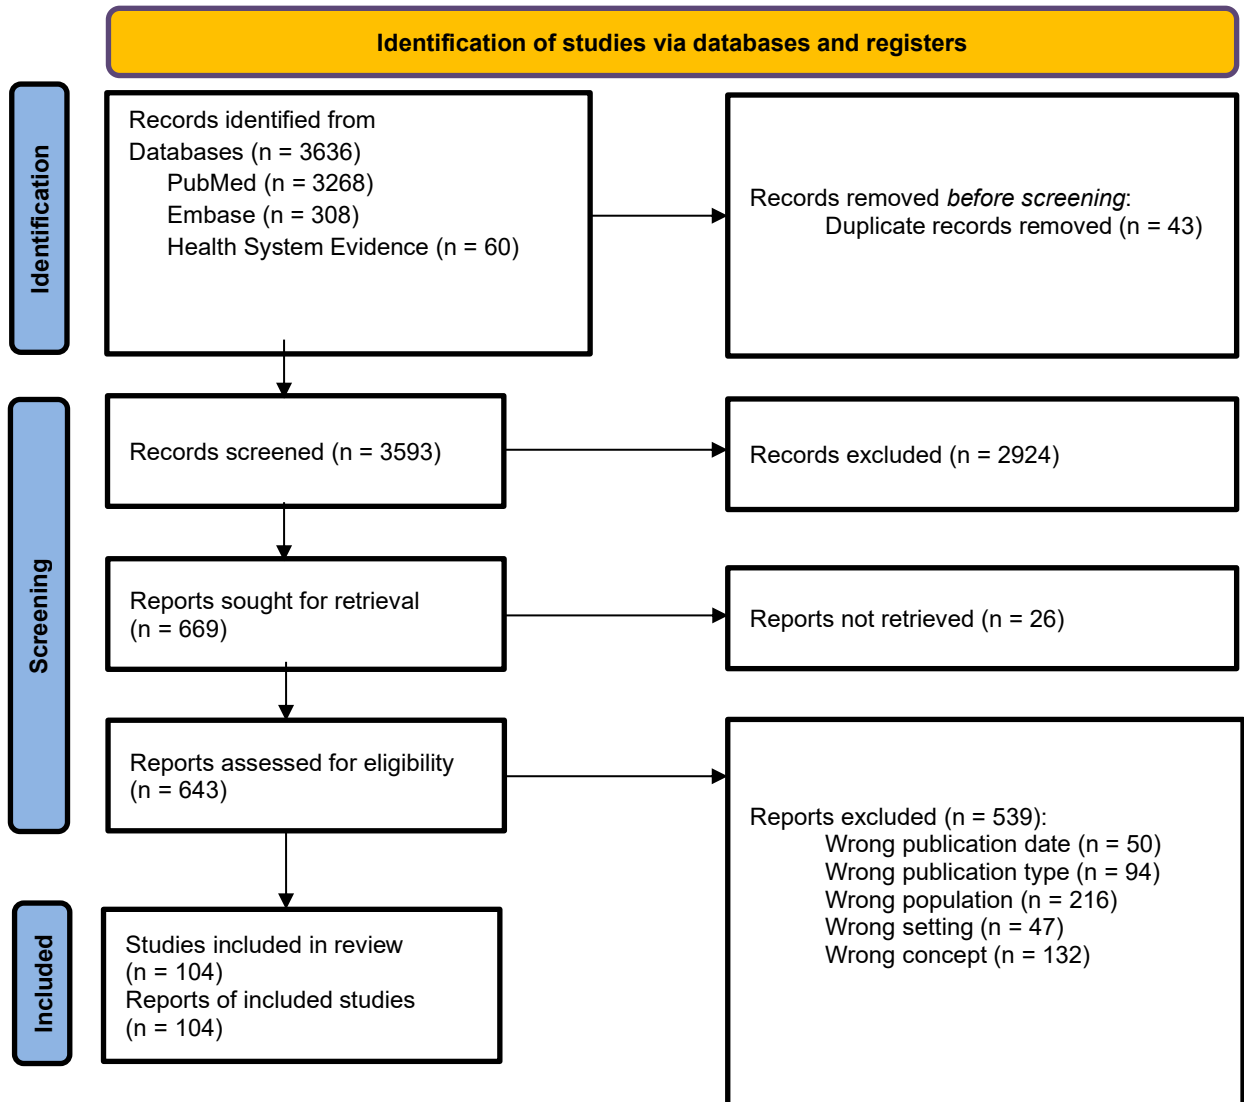 Identification of studies via databases and registers
Identification
Records identified from
Databases (n = 3636)
PubMed (n = 3268)
Embase (n = 308)
Health System Evidence (n = 60)
Records removed before screening:
Duplicate records removed (n = 43)
Screening
Records screened (n = 3593)
Records excluded (n = 2924)
Reports sought for retrieval
(n = 669)
Reports not retrieved (n = 26)
Reports assessed for eligibility
(n = 643)
Reports excluded (n = 539):
Wrong publication date (n = 50)
Wrong publication type (n = 94)
Wrong population (n = 216)
Wrong setting (n = 47)
Wrong concept (n = 132)
Included
Studies included in review
(n = 104)
Reports of included studies
(n = 104)